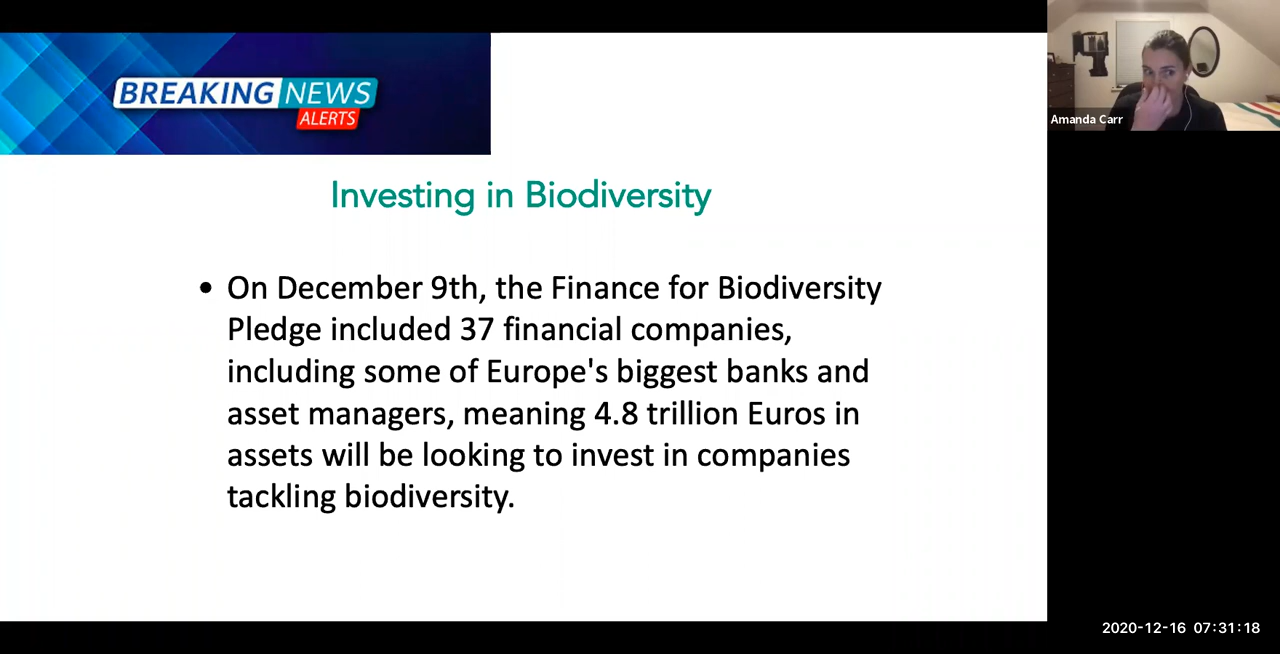 BREAKING NEWS
ALERTS
Amanda Carr
Investing in Biodiversity
• On December 9th, the Finance for Biodiversity
Pledge included 37 financial companies,
including some of Europe's biggest banks and
asset managers, meaning 4.8 trillion Euros in
assets will be looking to invest in companies
tackling biodiversity.
2020-12-16 07:31:18